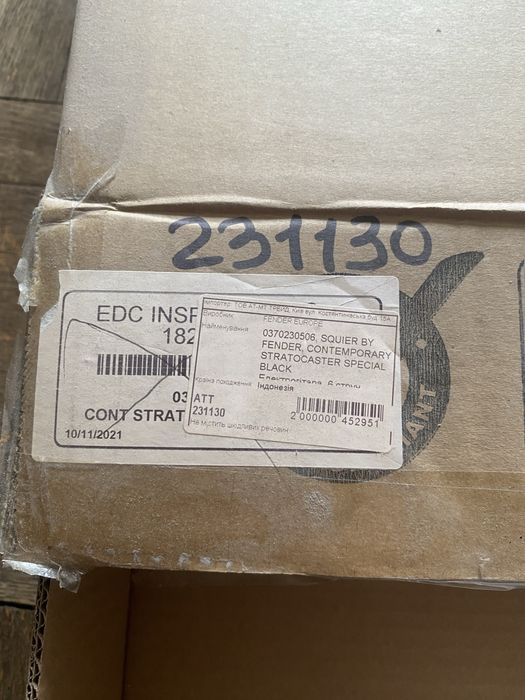 231130
EDC INSP
182
03
CONT STRAT
10/11/2021
Імпортер: ТОВ АТ-МТ ТРЕЙД, Київ вул. Костянтинівська буд 15А
Виробник FENDER EUROPE
Найменування 0370230506, SQUIER BY
FENDER, CONTEMPORARY
STRATOCASTER SPECIAL
BLACK
Електрогітара, 6 струн
Країна походження Індонезія
ATT
231130
2 000000 452951
Не містить шкідливих речовин
ANT